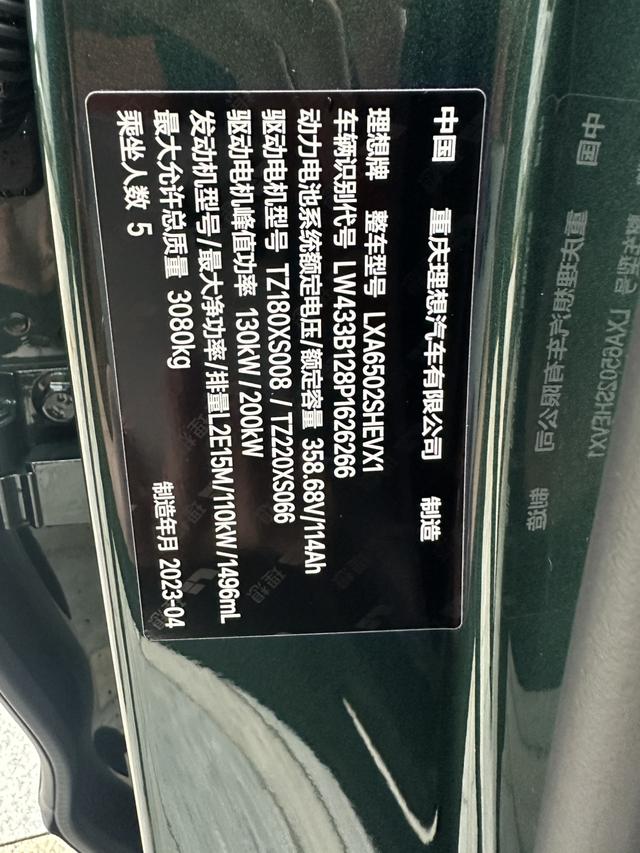 中国 重庆理想汽车有限公司 制造
理想牌 整车型号 LXA6502SHEVX1
车辆识别代号 LW433B128P1626266
动力电池系统额定电压/额定容量 358.68V/114Ah
驱动电机型号 TZ180XS008 / TZ220XS066
驱动电机峰值功率 130kW/200kW
发动机型号/最大净功率/排量L2E15M/110kW/1496mL
最大允许总质量 3080kg
乘坐人数 5 制造年月 2023-04